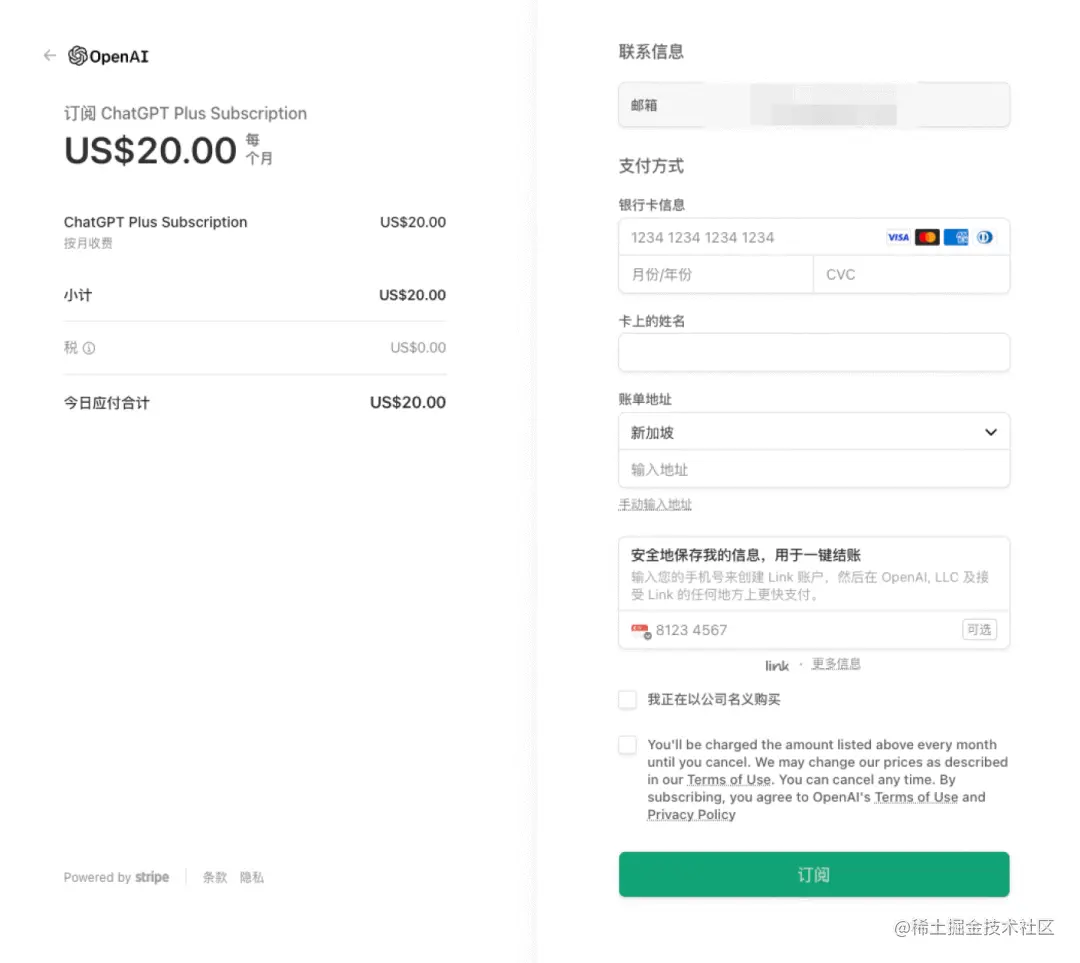 OpenAI
订阅 ChatGPT Plus Subscription
US$20.00 每
个月
ChatGPT Plus Subscription US$20.00
按月收费
小计 US$20.00
税 US$0.00
今日应付合计 US$20.00
Powered by stripe 条款 隐私
联系信息
邮箱
支付方式
银行卡信息
1234 1234 1234 1234 VISA
月份/年份 CVC
卡上的姓名
账单地址
新加坡
输入地址
手动输入地址
安全地保存我的信息，用于一键结账
输入您的手机号来创建 Link 账户，然后在 OpenAI, LLC 及接
受 Link 的任何地方上更快支付。
8123 4567 可选
link · 更多信息
我正在以公司名义购买
You'll be charged the amount listed above every month
until you cancel. We may change our prices as described
in our Terms of Use. You can cancel any time. By
subscribing, you agree to OpenAI's Terms of Use and
Privacy Policy
订阅
@稀土掘金技术社区